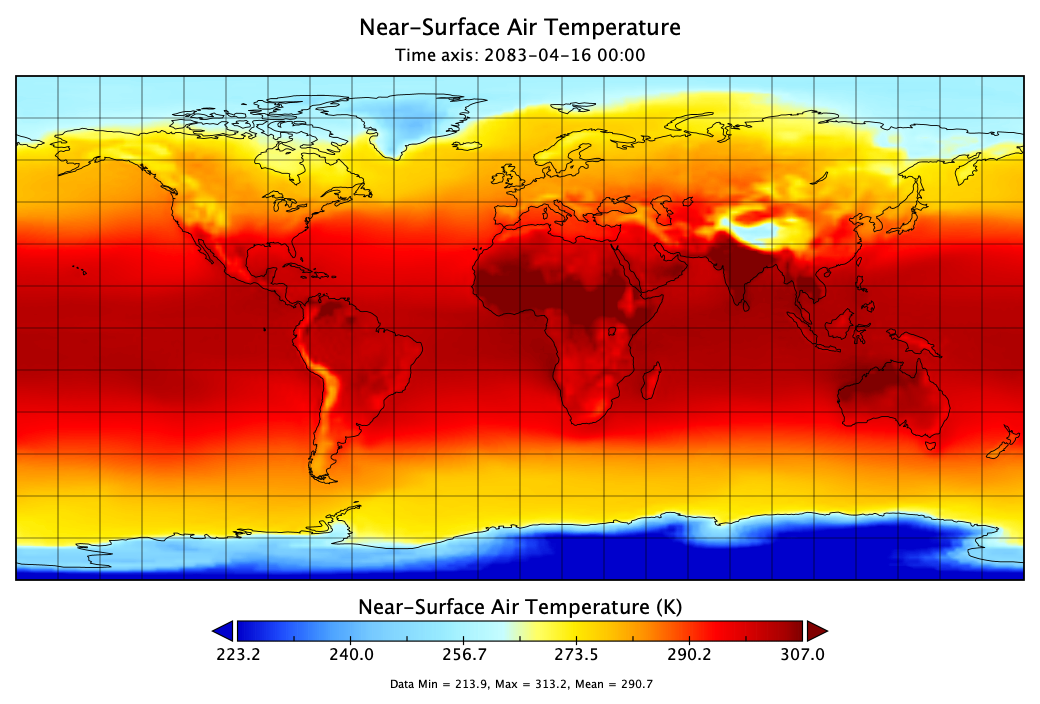 Near-Surface Air Temperature
Time axis: 2083-04-16 00:00
Near-Surface Air Temperature (K)
223.2 240.0 256.7 273.5 290.2 307.0
Data Min = 213.9, Max = 313.2, Mean = 290.7